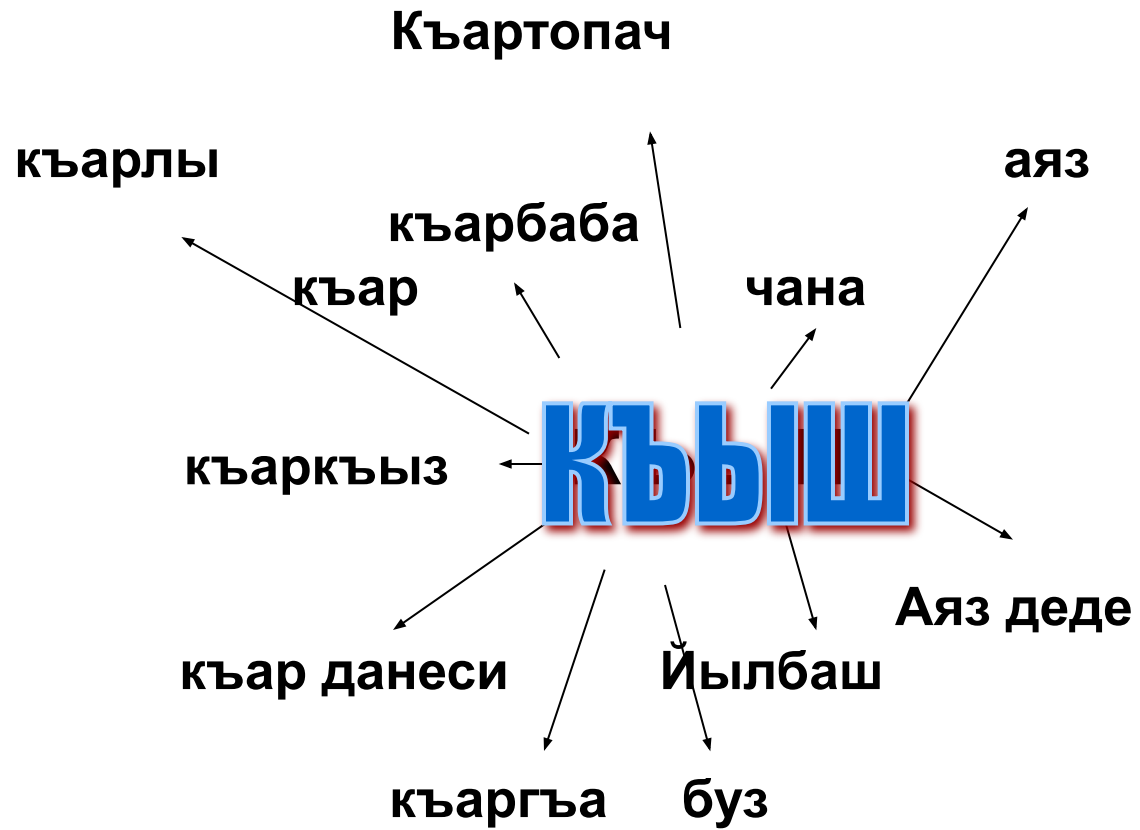 Къартопач
къарлы
аяз
къарбаба
къар
чана
КЪЫШ
къаркъыз
Аяз деде
къар данеси
Йылбаш
къаргъа
буз